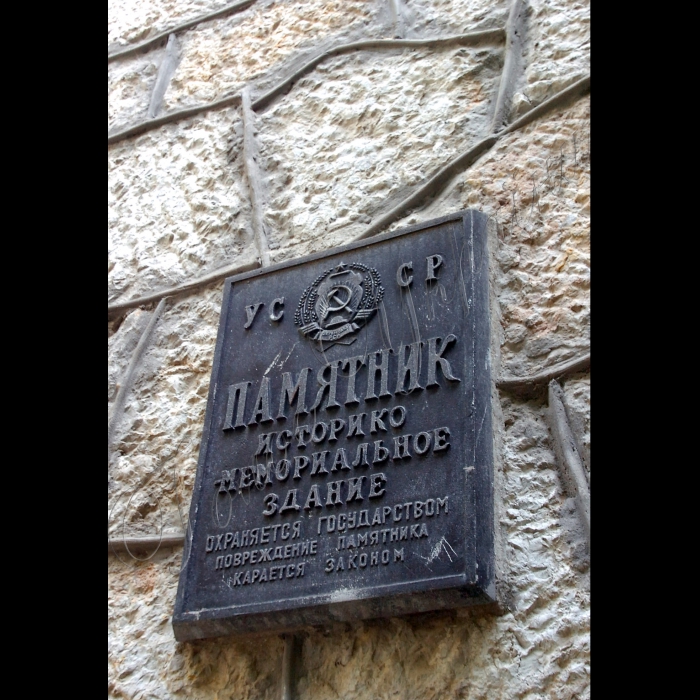 УС СР
ПАМЯТНИК
ИСТОРИКО
МЕМОРИАЛЬНОЕ
ЗДАНИЕ
ОХРАНЯЕТСЯ ГОСУДАРСТВОМ
ПОВРЕЖДЕНИЕ ПАМЯТНИКА
КАРАЕТСЯ ЗАКОНОМ